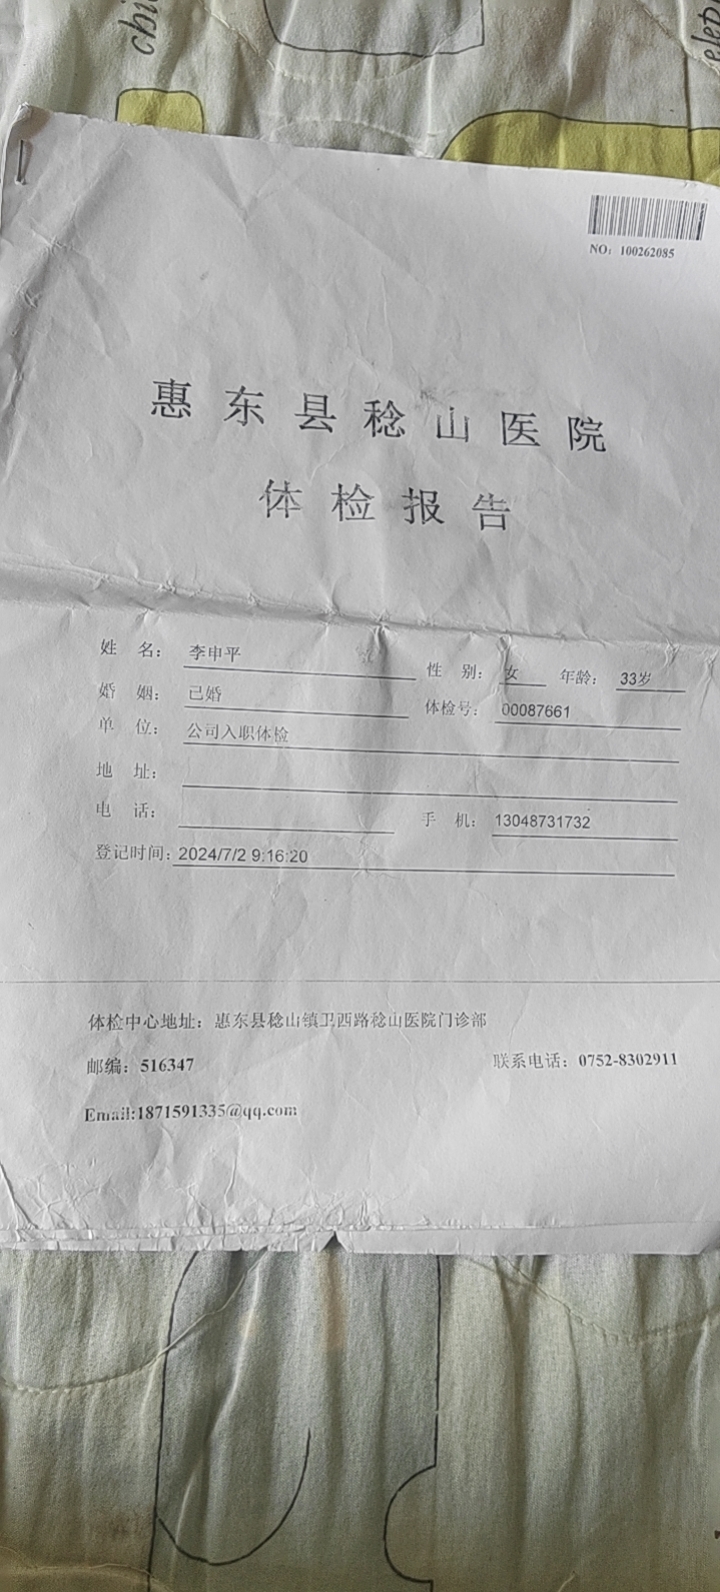 chi
elep
NO: 100262085
惠东县稔山医院
体检报告
姓 名: 李申平 性 别: 女 年龄: 33岁
婚 姻: 已婚 体检号: 00087661
单 位: 公司入职体检
地 址:
电 话: 手 机: 13048731732
登记时间: 2024/7/2 9:16:20
体检中心地址: 惠东县稔山镇卫西路稔山医院门诊部
邮编: 516347 联系电话: 0752-8302911
Email:1871591335@qq.com